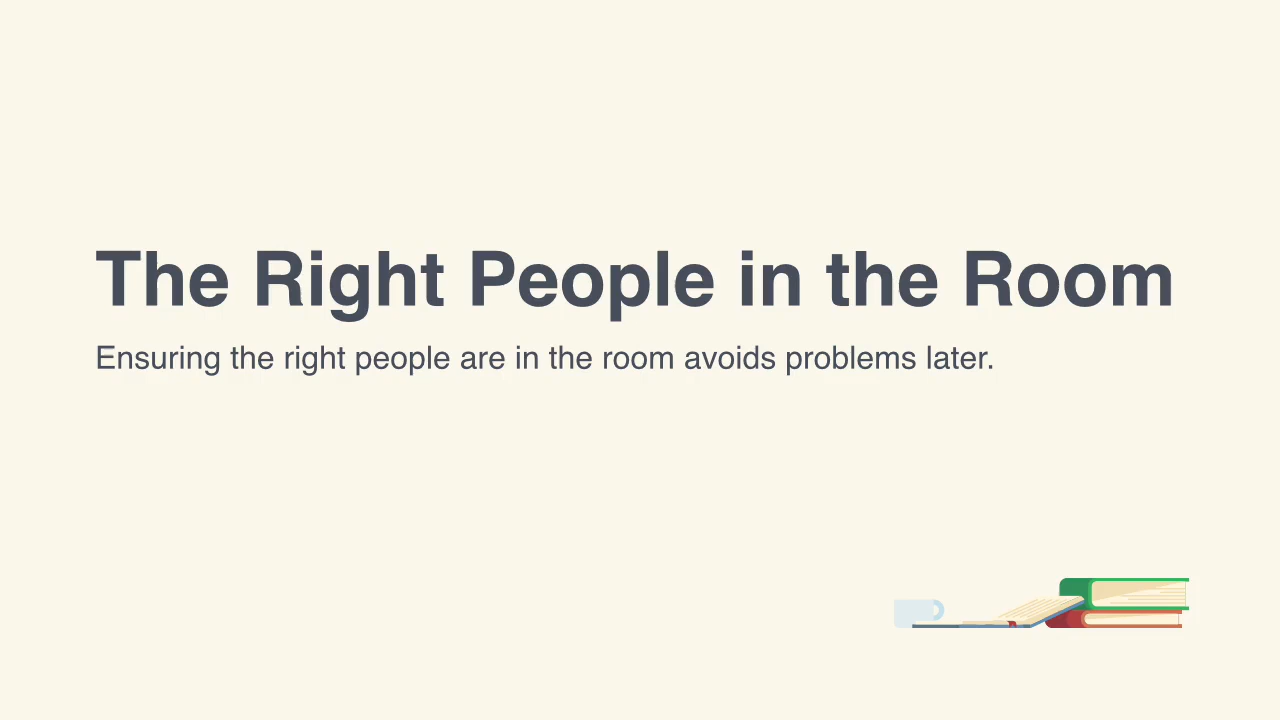 The Right People in the Room
Ensuring the right people are in the room avoids problems later.